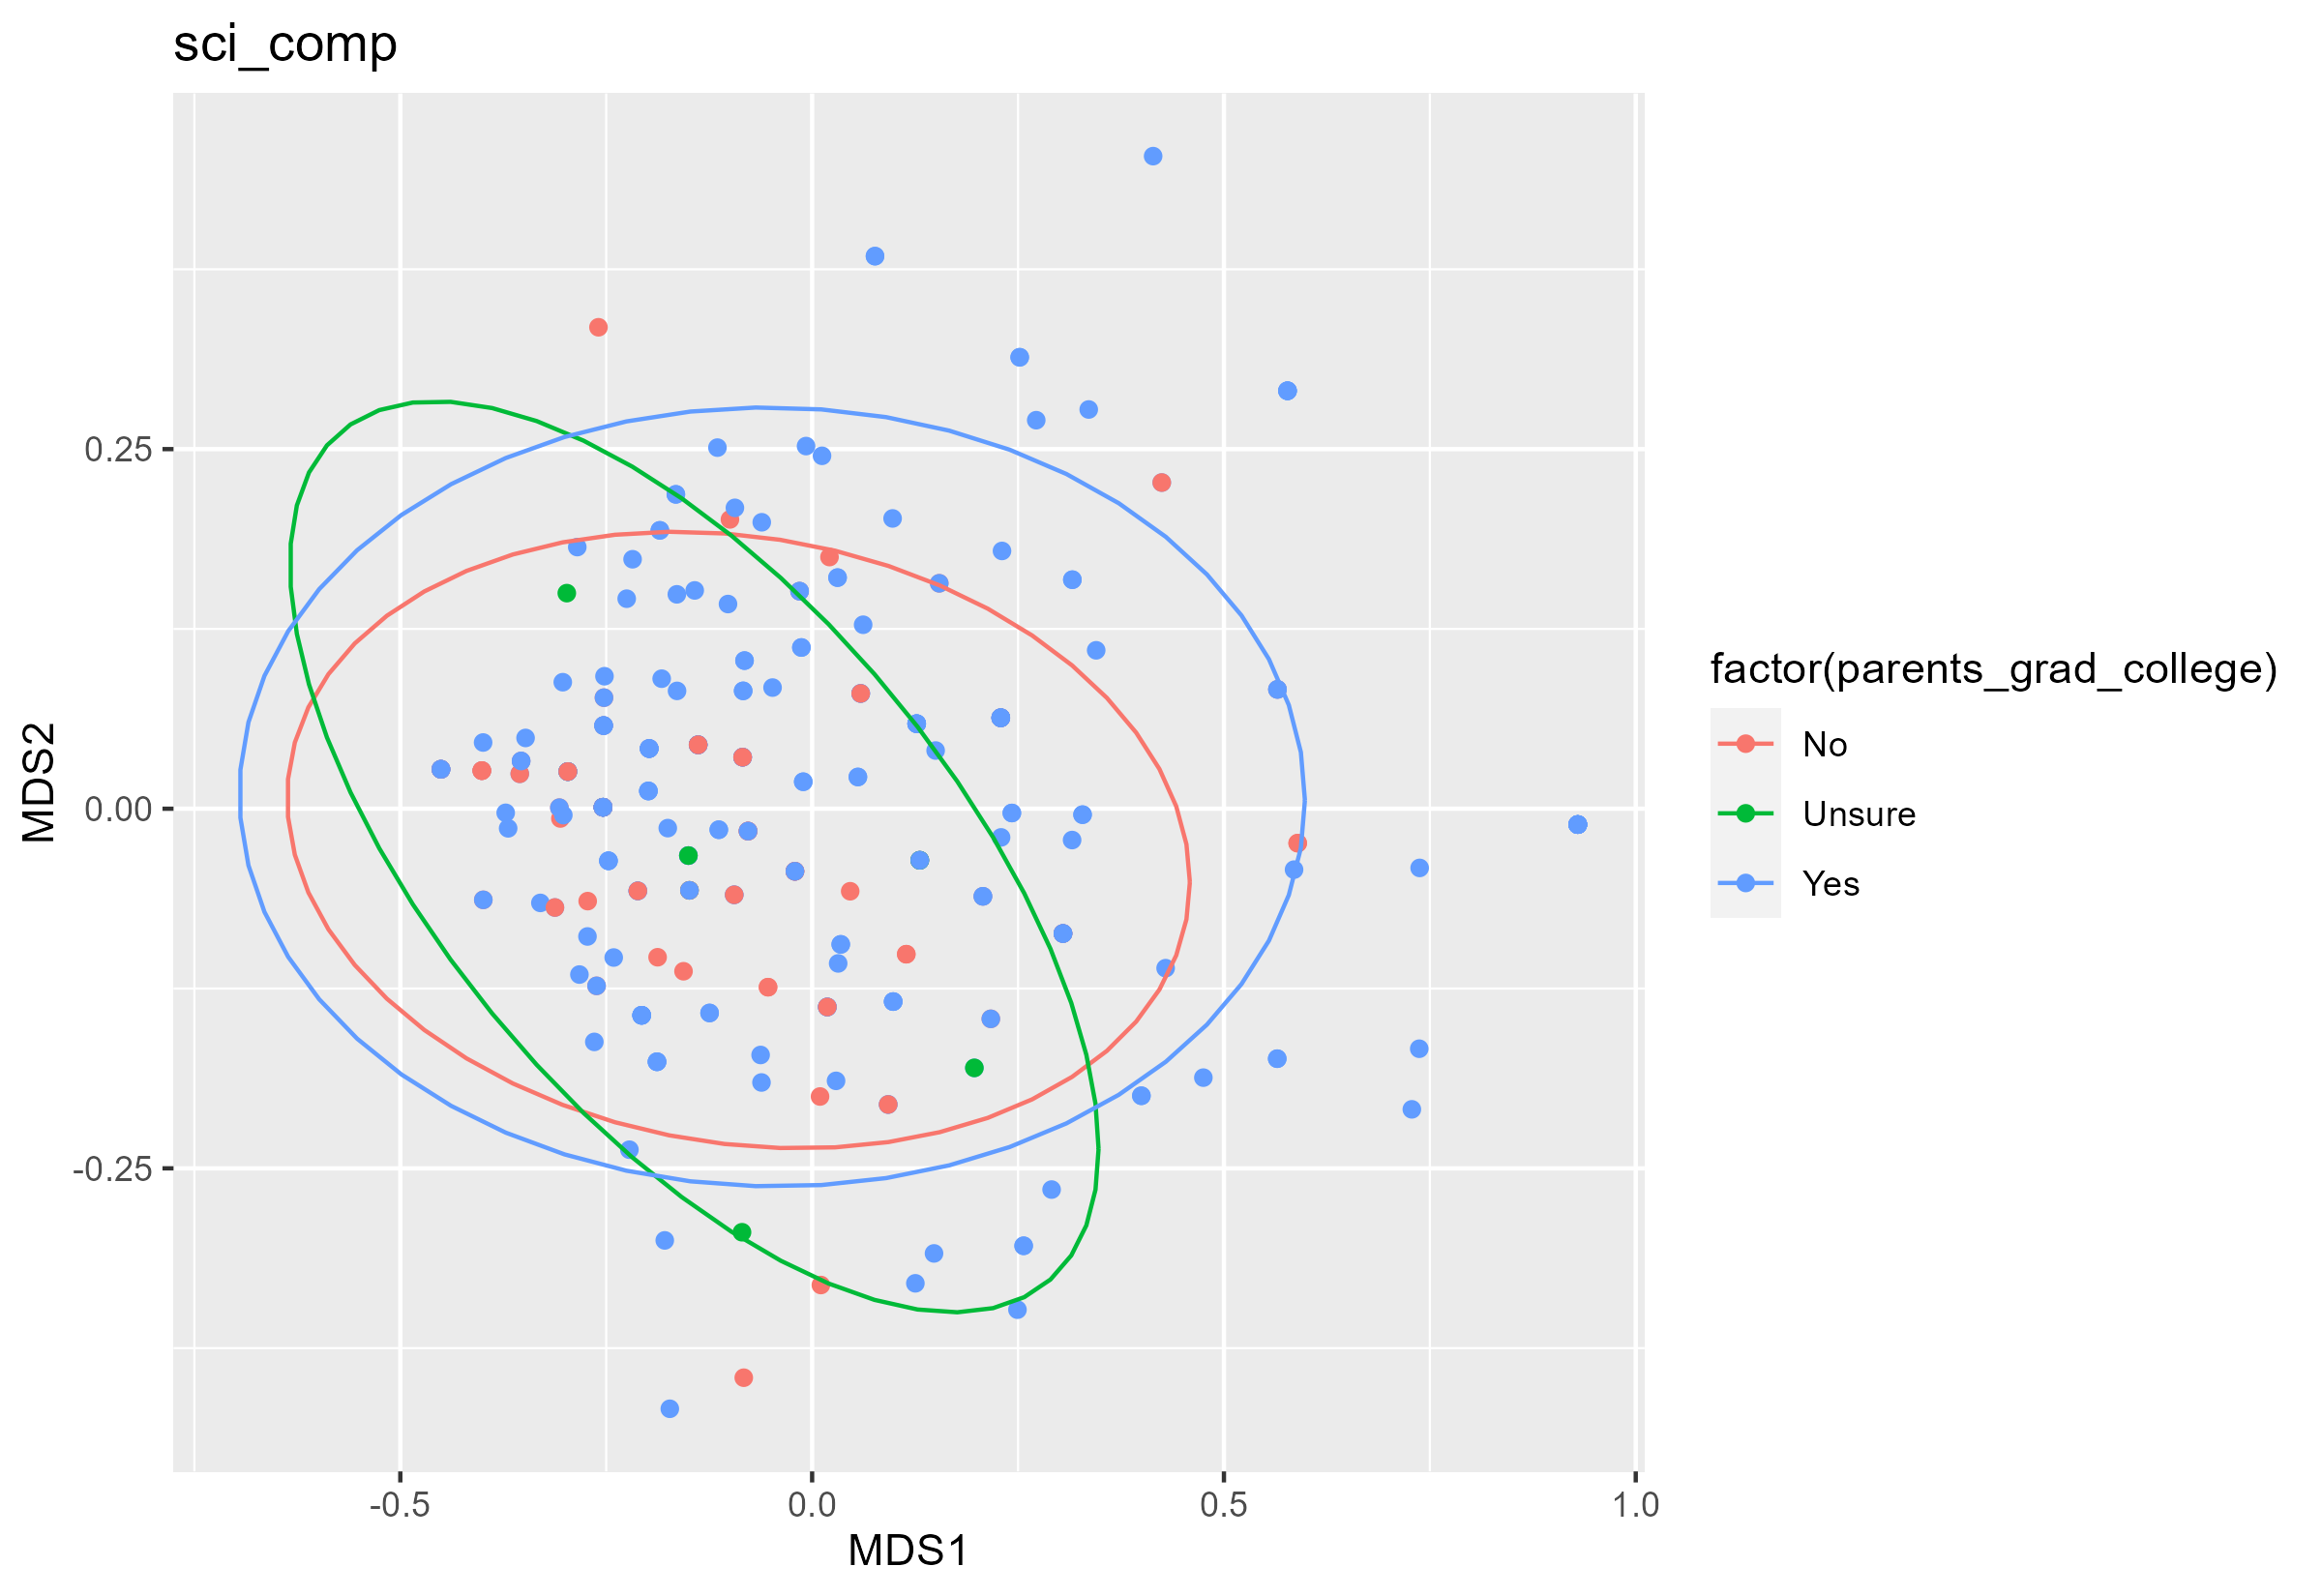 sci_comp
0.25
0.00
-0.25
MDS2
-0.5
0.0
0.5
1.0
MDS1
factor(parents_grad_college)
No
Unsure
Yes